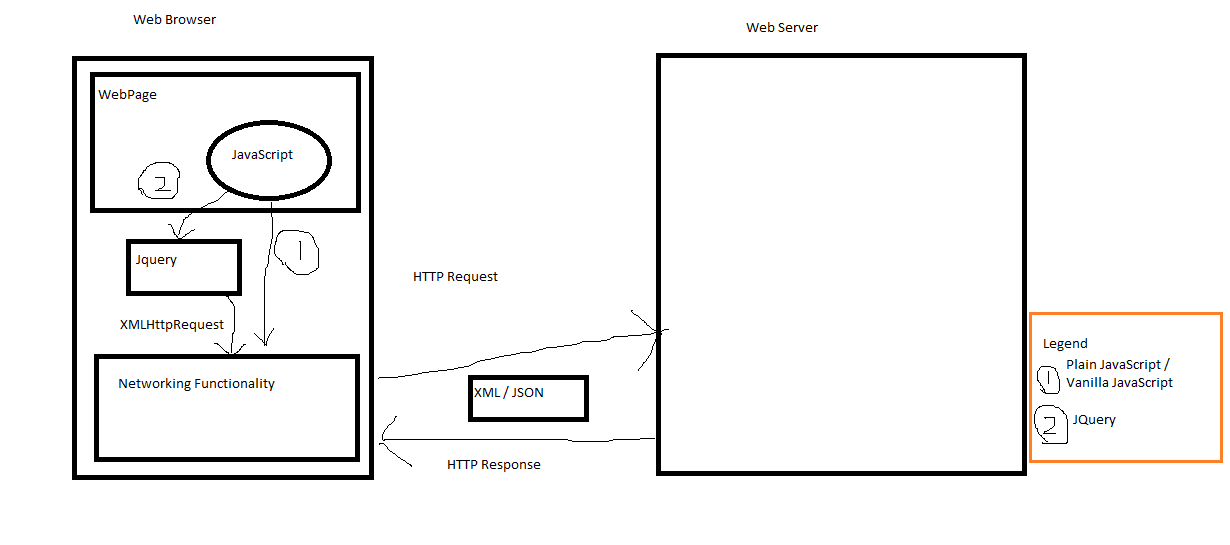 Web Browser
Web Server
WebPage
JavaScript
2
1
Jquery
HTTP Request
XMLHttpRequest
Networking Functionality
XML / JSON
HTTP Response
Legend
1 Plain JavaScript /
Vanilla JavaScript
2 JQuery